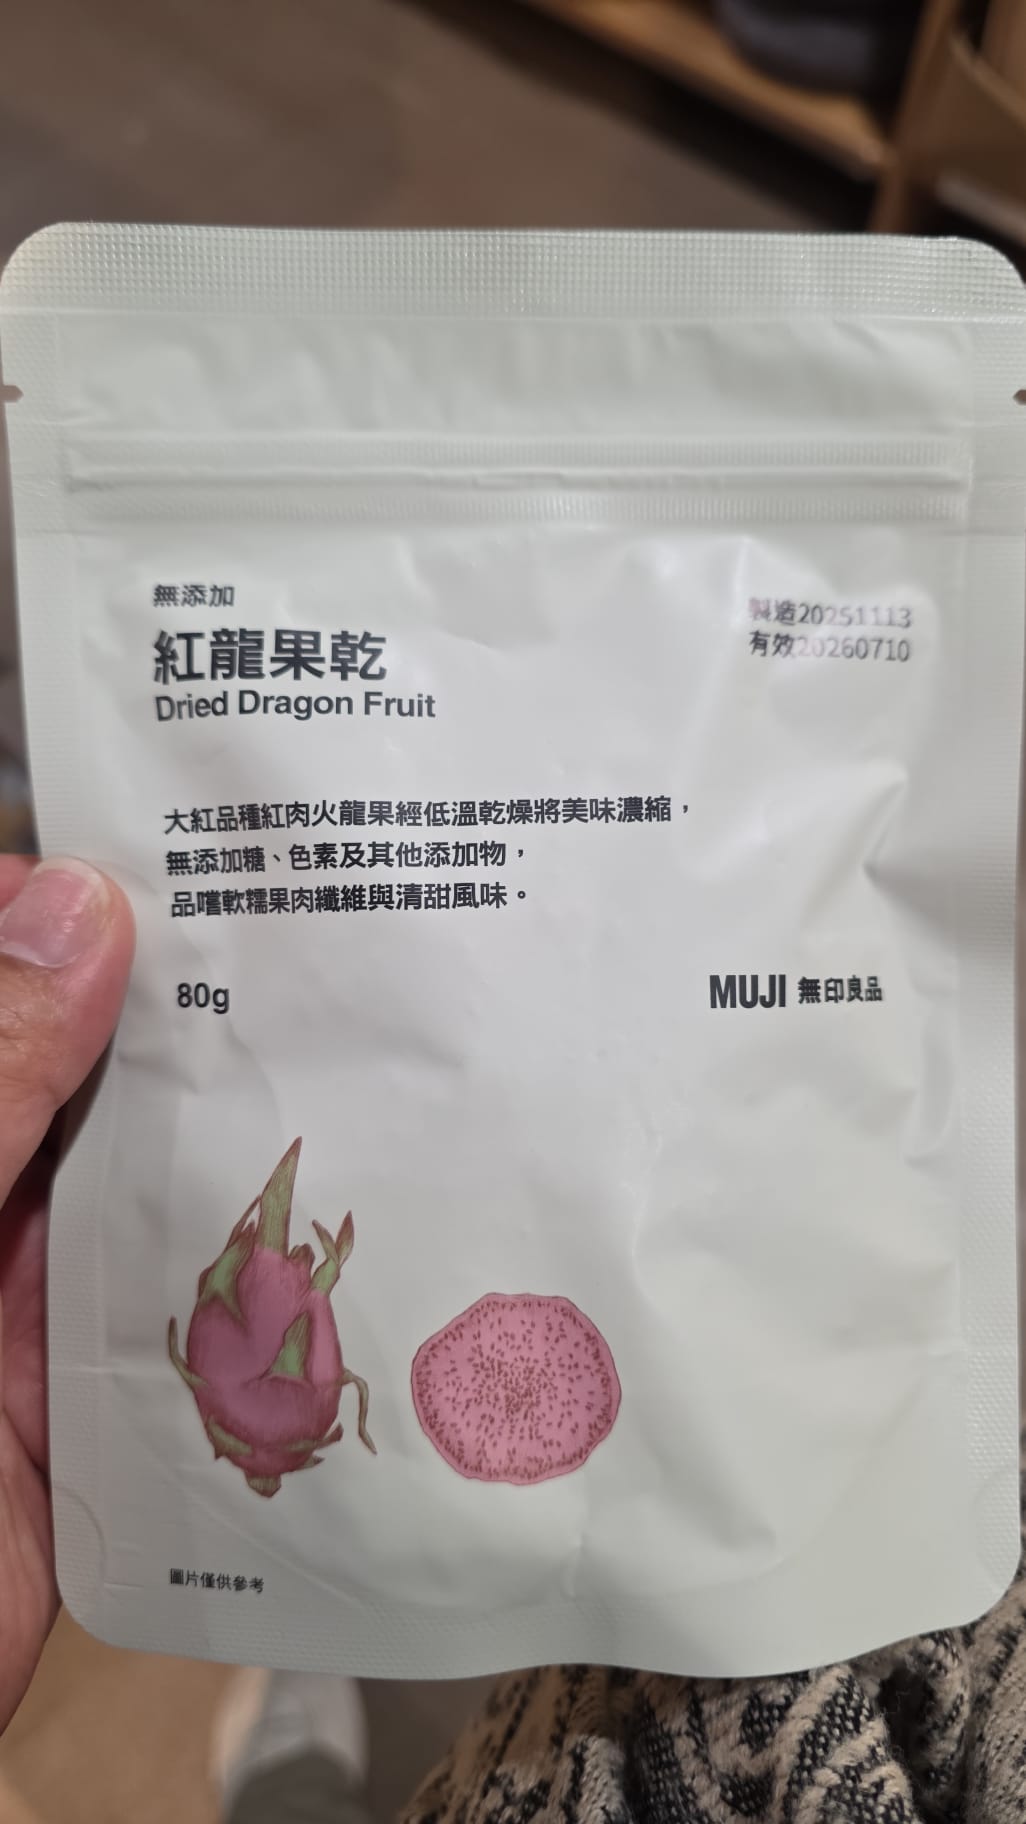 無添加
紅龍果乾
Dried Dragon Fruit
製造20251113
有效20260710
大紅品種紅肉火龍果經低溫乾燥將美味濃縮，
無添加糖、色素及其他添加物，
品嚐軟糯果肉纖維與清甜風味。
80g
MUJI 無印良品
圖片僅供參考